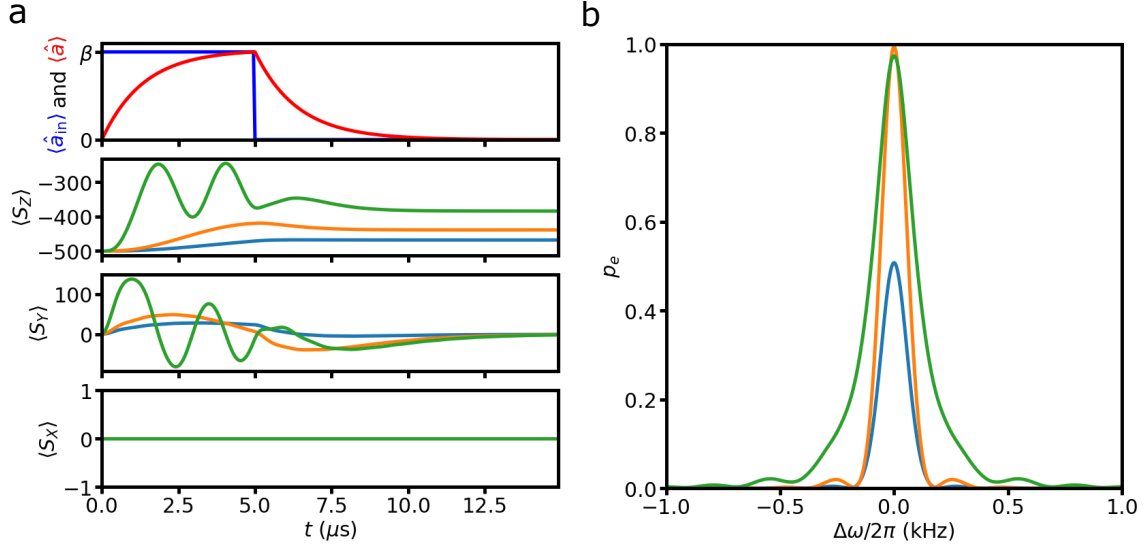 a
⟨â_in⟩ and ⟨â⟩
β
0
⟨S_Z⟩
−300
−400
−500
⟨S_Y⟩
100
0
⟨S_X⟩
1
0
−1
0.0 2.5 5.0 7.5 10.0 12.5
t (μs)
b
p_e
1.0
0.8
0.6
0.4
0.2
0.0
−1.0 −0.5 0.0 0.5 1.0
Δω/2π (kHz)